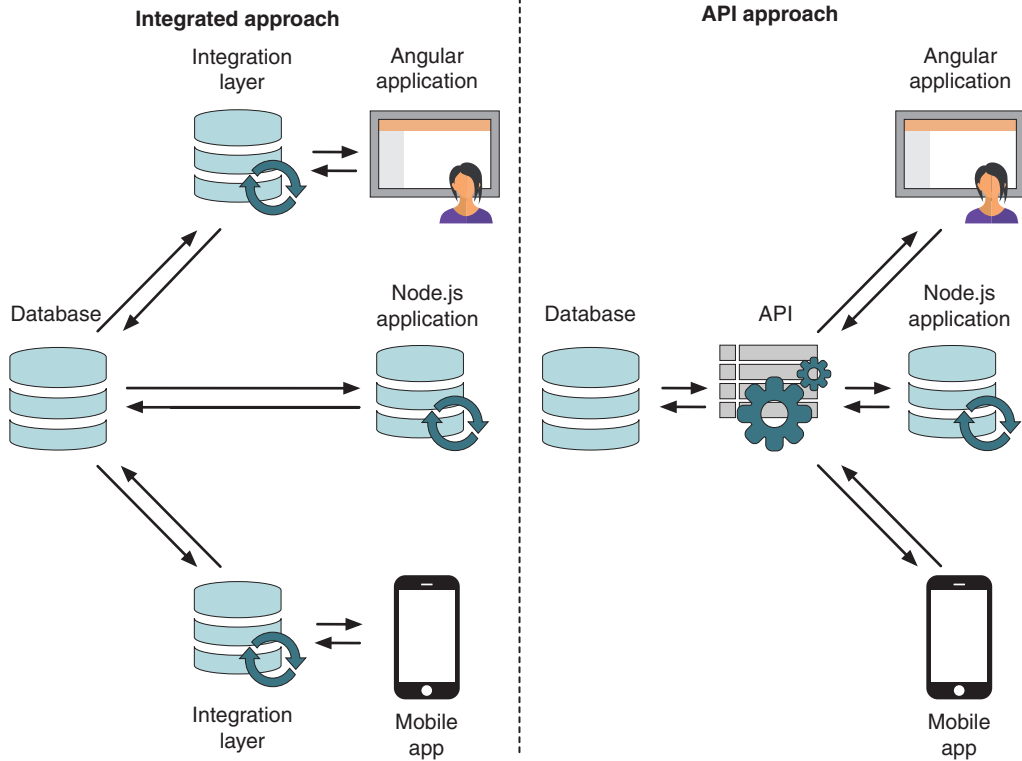 Integrated approach
Integration
layer
Angular
application
Database
Node.js
application
Integration
layer
Mobile
app
API approach
Angular
application
Database
API
Node.js
application
Mobile
app